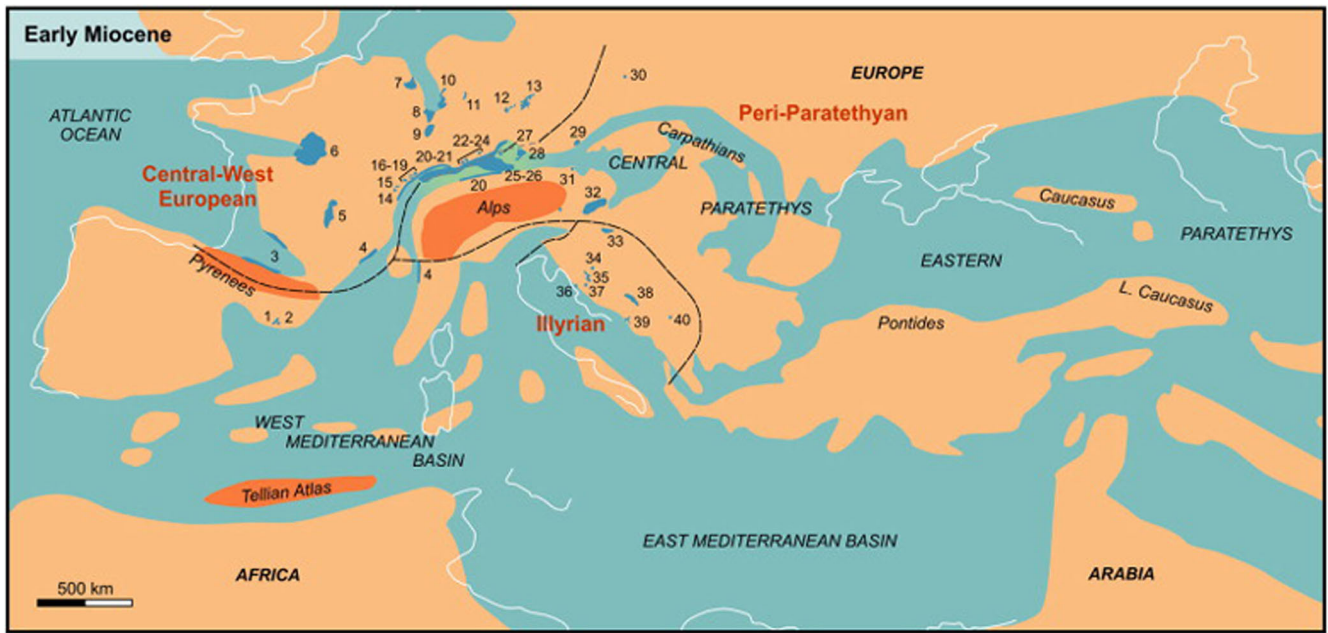 Early Miocene
ATLANTIC
OCEAN
EUROPE
Peri-Paratethyan
Central-West
European
Carpathians
CENTRAL
PARATETHYS
Caucasus
PARATETHYS
EASTERN
Alps
Pyrenees
L. Caucasus
Pontides
Illyrian
WEST
MEDITERRANEAN
BASIN
Tellian Atlas
EAST MEDITERRANEAN BASIN
AFRICA
ARABIA
500 km
7
10
11
12
13
30
8
9
6
22-24
27
29
28
16-19
20-21
15
14
20
25-26
31
32
5
4
3
4
33
34
35
36
37
38
39
40
1
2